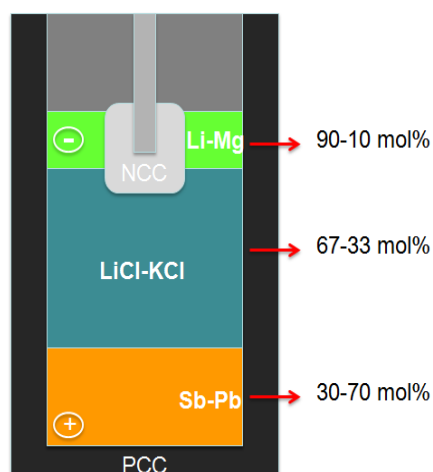 −
Li-Mg
90-10 mol%
NCC
67-33 mol%
LiCl-KCl
Sb-Pb
30-70 mol%
+
PCC